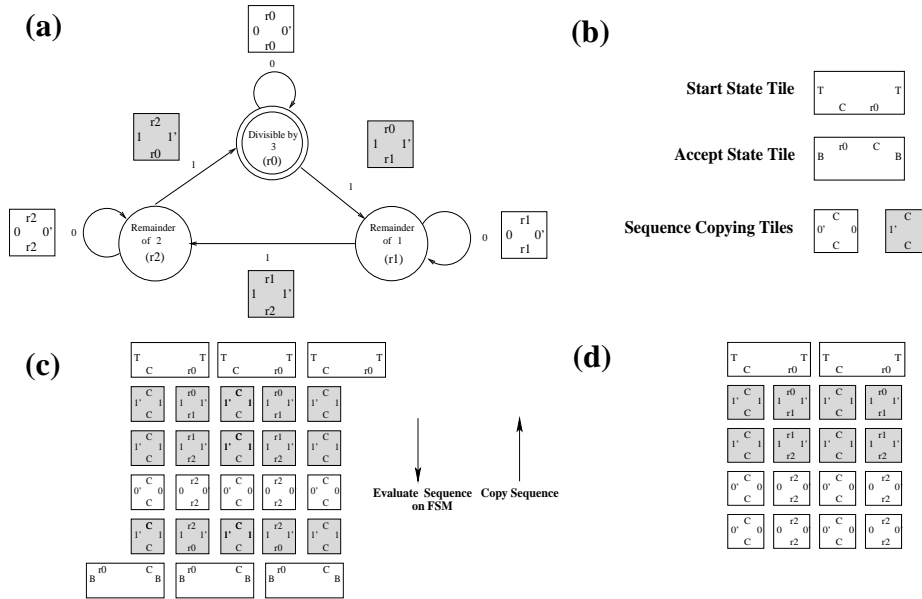 (a)
r0
0 0'
r0
0
r2
1 1'
r0
Divisible by
3
(r0)
r0
1 1'
r1
1
1
r2
0 0'
r2
0
Remainder
of 2
(r2)
Remainder
of 1
(r1)
0
r1
0 0'
r1
1
r1
1 1'
r2
(b)
Start State Tile
T T
C r0
Accept State Tile
r0 C
B B
Sequence Copying Tiles
C
0' 0
C
C
1'
C
(c)
T T T T T T
C r0 C r0 C r0
C r0 C r0 C
1' 1 1 1' 1' 1 1 1' 1' 1
C r1 C r1 C
C r1 C r1 C
1' 1 1 1' 1' 1 1 1' 1' 1
C r2 C r2 C
C r2 C r2 C
0' 0 0 0' 0' 0 0 0' 0' 0
C r2 C r2 C
C r2 C r2 C
1' 1 1 1' 1' 1 1 1' 1' 1
C r0 C r0 C
r0 C r0 C r0 C
B B B B B B
Evaluate Sequence
on FSM
Copy Sequence
(d)
T T T T
C r0 C r0
C r0 C r0
1' 1 1 1' 1' 1 1 1'
C r1 C r1
C r1 C r1
1' 1 1 1' 1' 1 1 1'
C r2 C r2
C r2 C r2
0' 0 0 0' 0' 0 0 0'
C r2 C r2
C r2 C r2
0' 0 0 0' 0' 0 0 0'
C r2 C r2